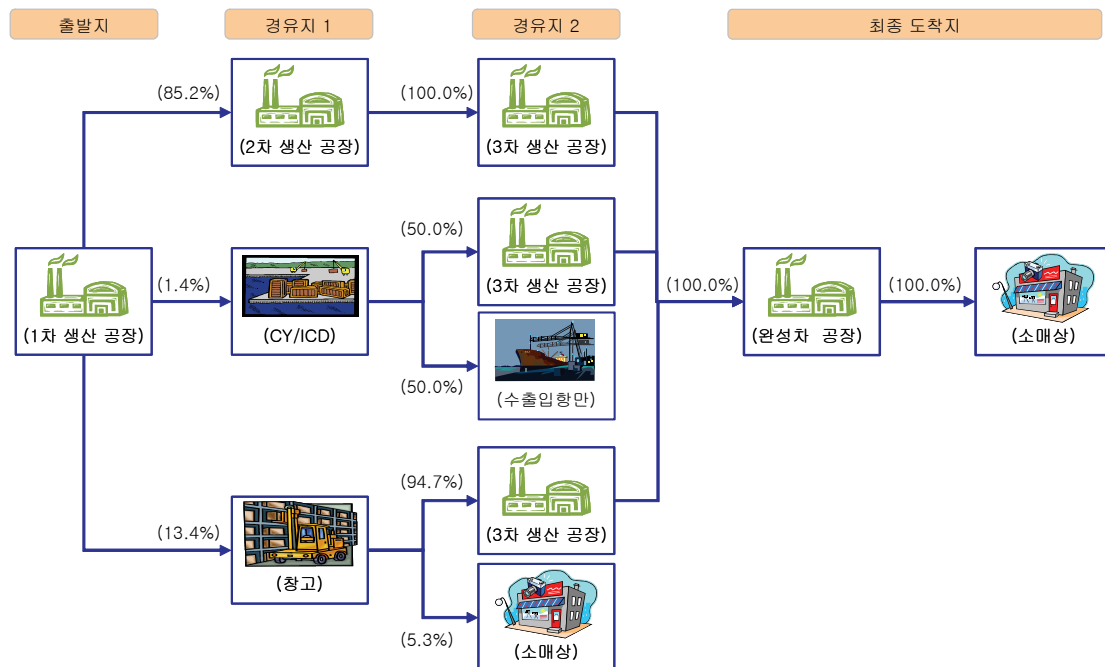 출발지
경유지 1
경유지 2
최종 도착지
(85.2%)
(2차 생산 공장)
(100.0%)
(3차 생산 공장)
(1차 생산 공장)
(1.4%)
(CY/ICD)
(50.0%)
(3차 생산 공장)
(50.0%)
(수출입항만)
(100.0%)
(완성차 공장)
(100.0%)
(소매상)
(13.4%)
(창고)
(94.7%)
(3차 생산 공장)
(5.3%)
(소매상)